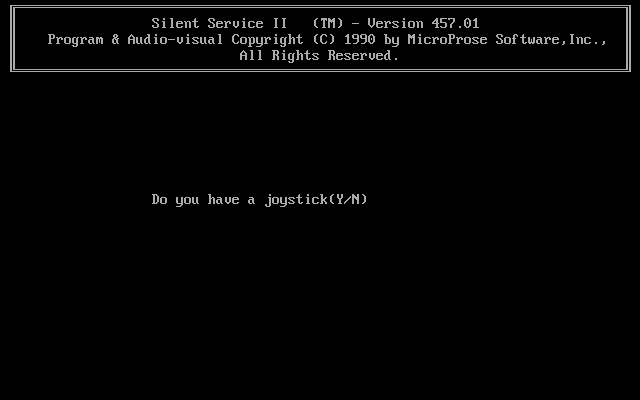 Silent Service II   (TM) - Version 457.01
Program & Audio-visual Copyright (C) 1990 by MicroProse Software,Inc.,
All Rights Reserved.
Do you have a joystick(Y/N)